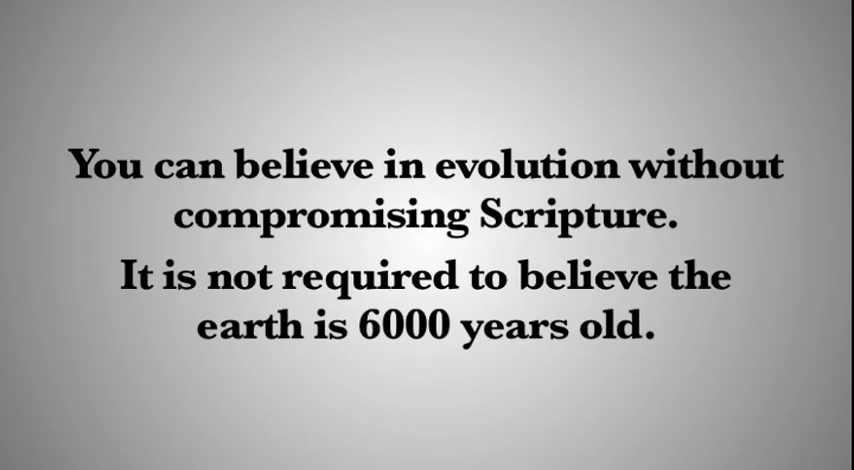 You can believe in evolution without
compromising Scripture.
It is not required to believe the
earth is 6000 years old.